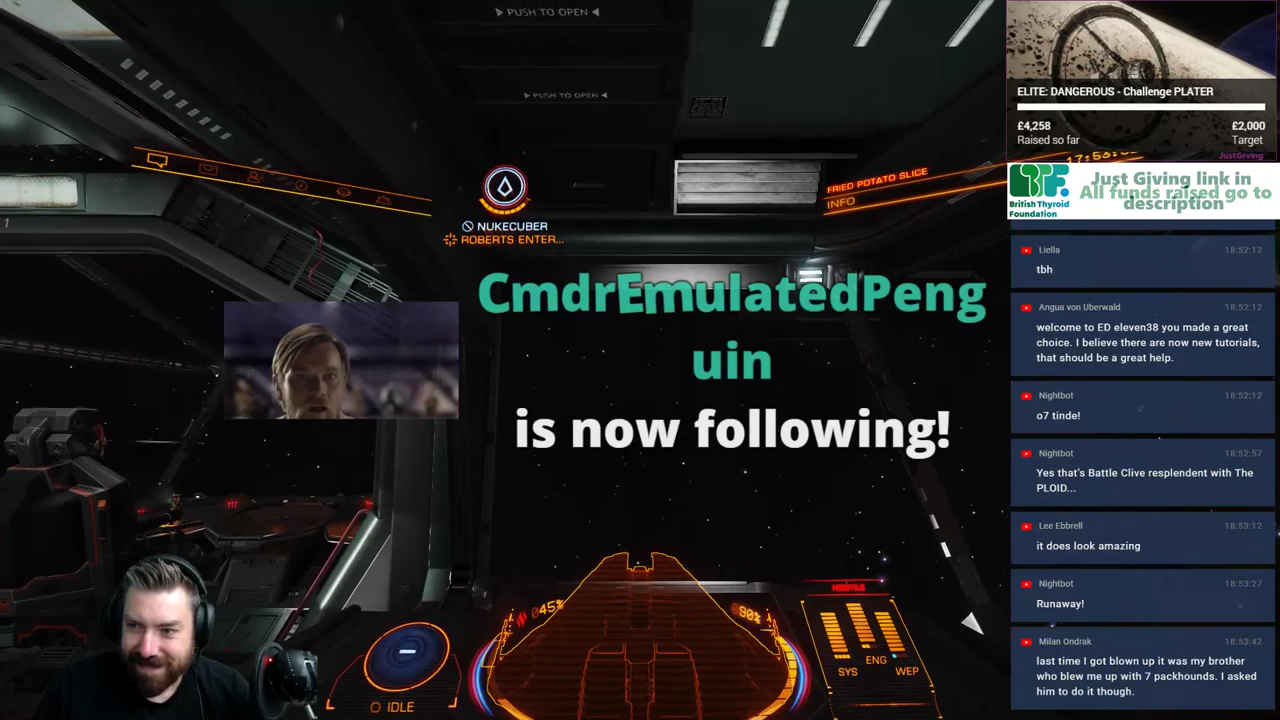 ▶ PUSH TO OPEN ◀
▶ PUSH TO OPEN ◀
1
NUKECUBER
ROBERTS ENTER...
FRIED POTATO SLICE
INFO
CmdrEmulatedPeng
uin
is now following!
45%
90%
HOSTILE
SYS
ENG
WEP
IDLE
ELITE: DANGEROUS - Challenge PLATER
£4,258
£2,000
Raised so far
Target
JustGiving
BTF
British Thyroid
Foundation
Just Giving link in
description
All funds raised go to
Liella 18:52:12
tbh
Angua von Uberwald 18:52:12
welcome to ED eleven38 you made a great
choice. I believe there are now new tutorials,
that should be a great help.
Nightbot 18:52:12
o7 tinde!
Nightbot 18:52:57
Yes that's Battle Clive resplendent with The
PLOID...
Lee Ebbrell 18:53:12
it does look amazing
Nightbot 18:53:27
Runaway!
Milan Ondrak 18:53:42
last time I got blown up it was my brother
who blew me up with 7 packhounds. I asked
him to do it though.